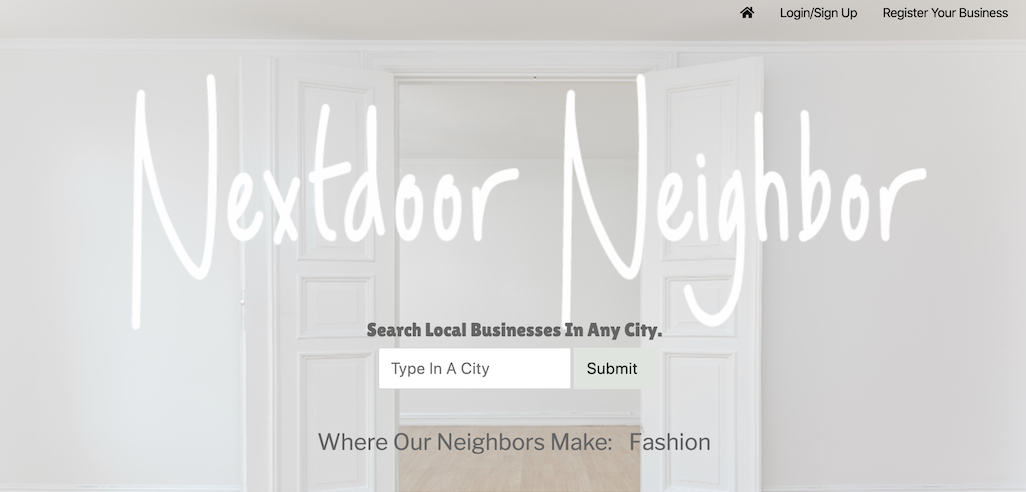 Login/Sign Up Register Your Business
Nextdoor Neighbor
Search Local Businesses In Any City.
Type In A City Submit
Where Our Neighbors Make: Fashion